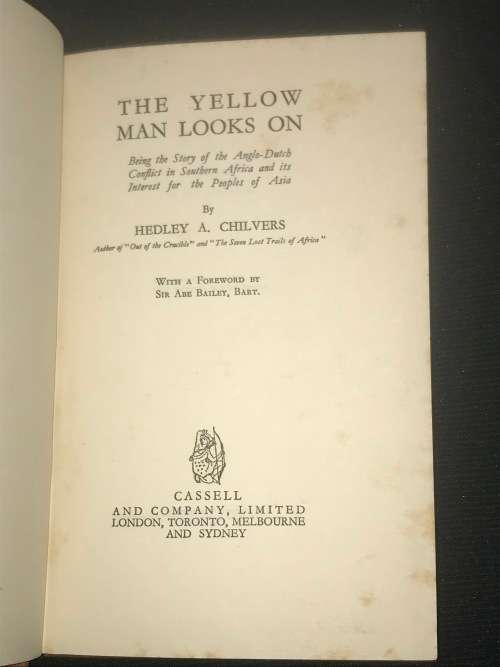 THE YELLOW
MAN LOOKS ON
Being the Story of the Anglo-Dutch
Conflict in Southern Africa and its
Interest for the Peoples of Asia
By
HEDLEY A. CHILVERS
Author of "Out of the Crucible" and "The Seven Lost Trails of Africa"
WITH A FOREWORD BY
SIR ABE BAILEY, BART.
CASSELL
AND COMPANY, LIMITED
LONDON, TORONTO, MELBOURNE
AND SYDNEY